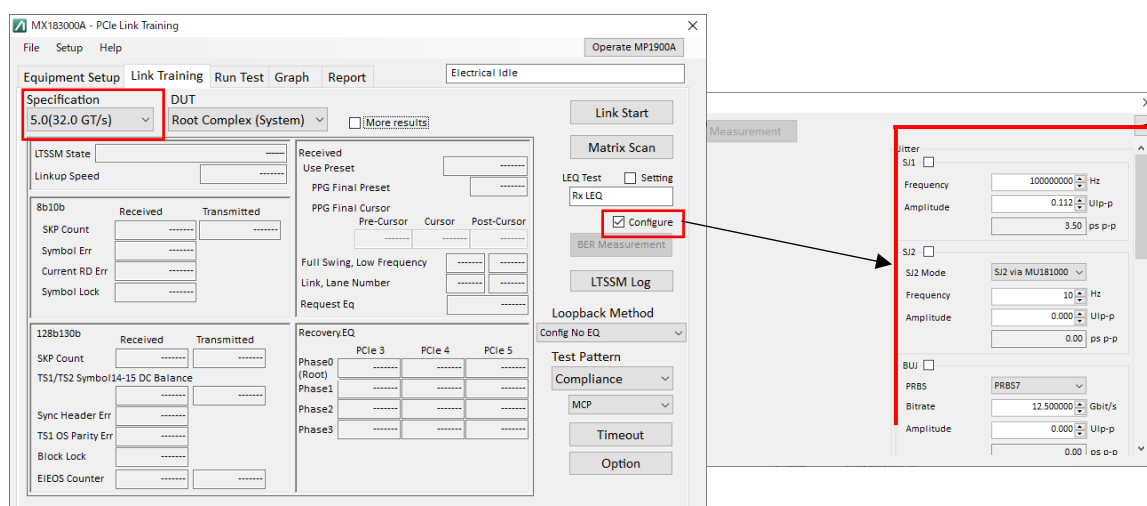 MX183000A - PCIe Link Training
File Setup Help
Operate MP1900A
Equipment Setup Link Training Run Test Graph Report
Electrical Idle
Specification
5.0(32.0 GT/s)
DUT
Root Complex (System)
More results
LTSSM State -----
Linkup Speed -------
8b10b
Received Transmitted
SKP Count ------- -------
Symbol Err -------
Current RD Err -------
Symbol Lock -------
128b130b
Received Transmitted
SKP Count ------- -------
TS1/TS2 Symbol14-15 DC Balance
------- -------
Sync Header Err -------
TS1 OS Parity Err -------
Block Lock -------
EIEOS Counter ------- -------
Received
Use Preset -------
PPG Final Preset -------
PPG Final Cursor
Pre-Cursor Cursor Post-Cursor
------- ------- -------
Full Swing, Low Frequency ------- -------
Link, Lane Number ------- -------
Request Eq -------
Recovery.EQ
PCIe 3 PCIe 4 PCIe 5
Phase0 ------- ------- -------
(Root)
Phase1 ------- ------- -------
Phase2 ------- ------- -------
Phase3 ------- ------- -------
Link Start
Matrix Scan
LEQ Test Setting
Rx LEQ
Configure
BER Measurement
LTSSM Log
Loopback Method
Config No EQ
Test Pattern
Compliance
MCP
Timeout
Option
Measurement
Jitter
SJ1
Frequency 100000000 Hz
Amplitude 0.112 UIp-p
3.50 ps p-p
SJ2
SJ2 Mode SJ2 via MU181000
Frequency 10 Hz
Amplitude 0.000 UIp-p
0.00 ps p-p
BUJ
PRBS PRBS7
Bitrate 12.500000 Gbit/s
Amplitude 0.000 UIp-p
0.00 ps p-p